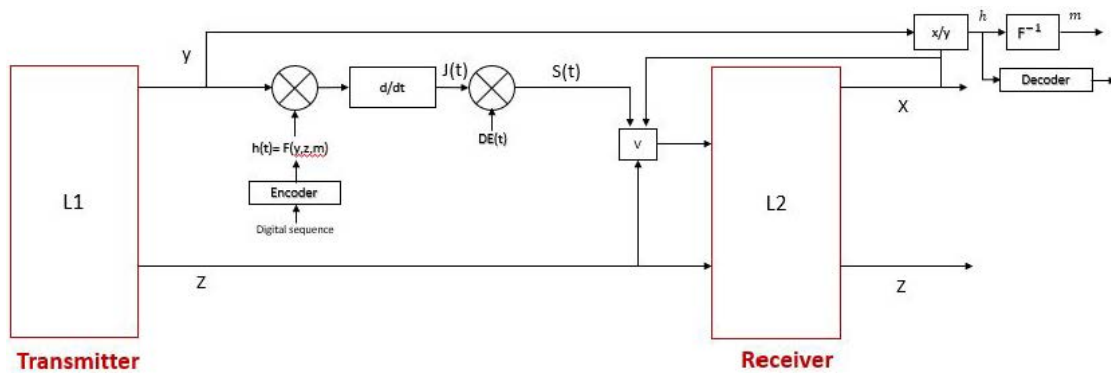 y
x/y
h
F⁻¹
m
Decoder
J(t)
S(t)
d/dt
X
h(t)= F(y,z,m)
DE(t)
V
L1
Encoder
L2
Digital sequence
Z
Z
Transmitter
Receiver